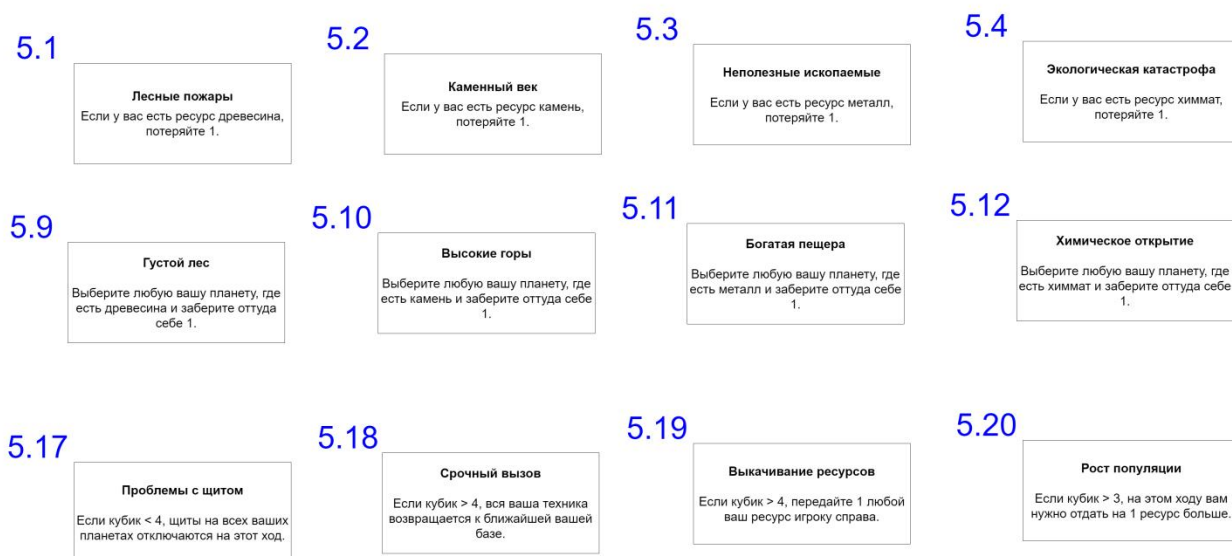 5.1
Лесные пожары
Если у вас есть ресурс древесина,
потеряйте 1.
5.2
Каменный век
Если у вас есть ресурс камень,
потеряйте 1.
5.3
Неполезные ископаемые
Если у вас есть ресурс металл,
потеряйте 1.
5.4
Экологическая катастрофа
Если у вас есть ресурс химмат,
потеряйте 1.
5.9
Густой лес
Выберите любую вашу планету, где
есть древесина и заберите оттуда
себе 1.
5.10
Высокие горы
Выберите любую вашу планету, где
есть камень и заберите оттуда себе
1.
5.11
Богатая пещера
Выберите любую вашу планету, где
есть металл и заберите оттуда себе
1.
5.12
Химическое открытие
Выберите любую вашу планету, где
есть химмат и заберите оттуда себе
1.
5.17
Проблемы с щитом
Если кубик < 4, щиты на всех ваших
планетах отключаются на этот ход.
5.18
Срочный вызов
Если кубик > 4, вся ваша техника
возвращается к ближайшей вашей
базе.
5.19
Выкачивание ресурсов
Если кубик > 4, передайте 1 любой
ваш ресурс игроку справа.
5.20
Рост популяции
Если кубик > 3, на этом ходу вам
нужно отдать на 1 ресурс больше.